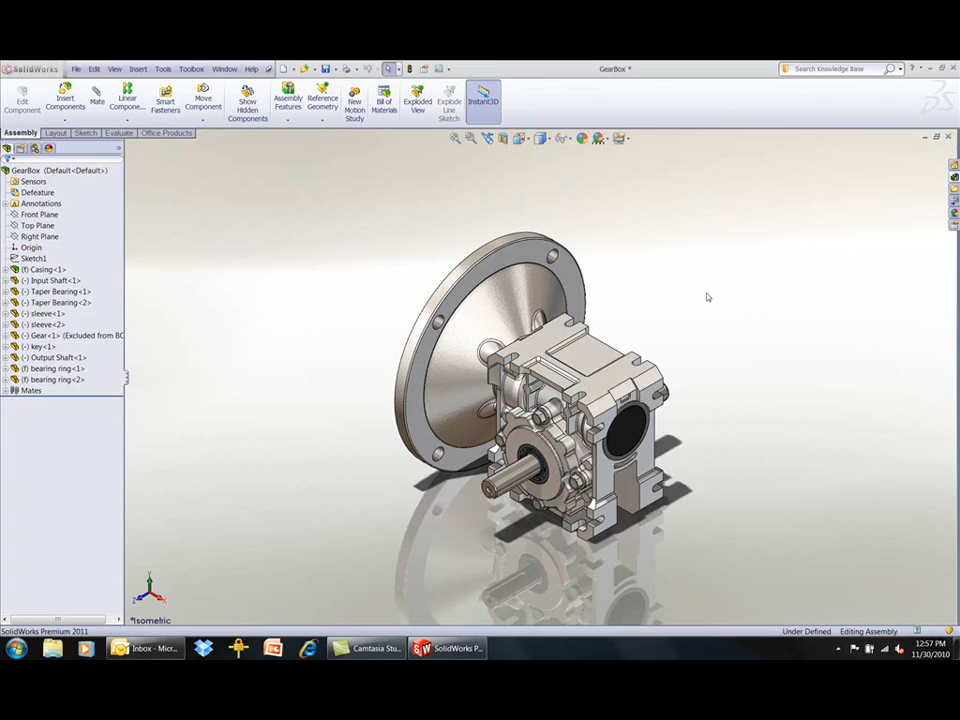 SolidWorks File Edit View Insert Tools Toolbox Window Help GearBox * Search Knowledge Base
Edit Component
Insert Components
Mate
Linear Compone...
Smart Fasteners
Move Component
Show Hidden Components
Assembly Features
Reference Geometry
New Motion Study
Bill of Materials
Exploded View
Explode Line Sketch
Instant3D
Assembly Layout Sketch Evaluate Office Products
GearBox (Default<Default>)
Sensors
Defeature
Annotations
Front Plane
Top Plane
Right Plane
Origin
Sketch1
(f) Casing<1>
(-) Input Shaft<1>
(-) Taper Bearing<1>
(-) Taper Bearing<2>
(-) sleeve<1>
(-) sleeve<2>
(-) Gear<1> (Excluded from BC
(-) key<1>
(-) Output Shaft<1>
(f) bearing ring<1>
(f) bearing ring<2>
Mates
Y
Z X
*Isometric
SolidWorks Premium 2011 Under Defined Editing Assembly
Inbox - Micr... Camtasia Stu... SolidWorks P...
12:57 PM
11/30/2010